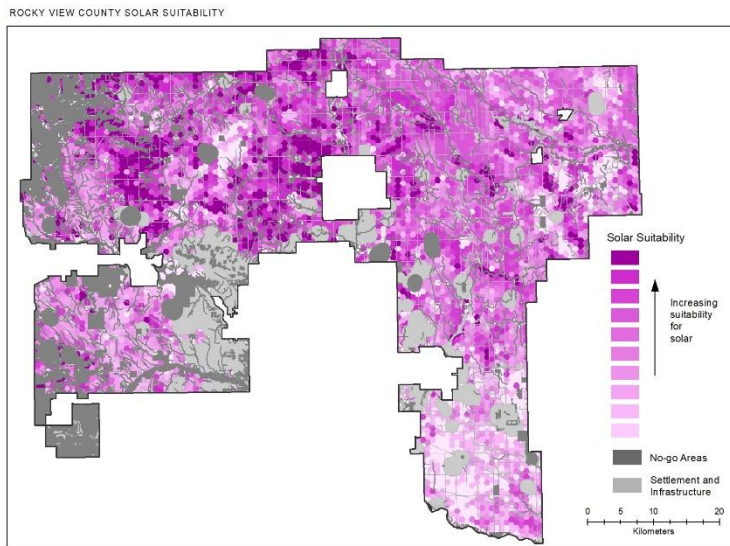 ROCKY VIEW COUNTY SOLAR SUITABILITY
Solar Suitability
Increasing
suitability
for
solar
No-go Areas
Settlement and
Infrastructure
0 5 10 20
Kilometers